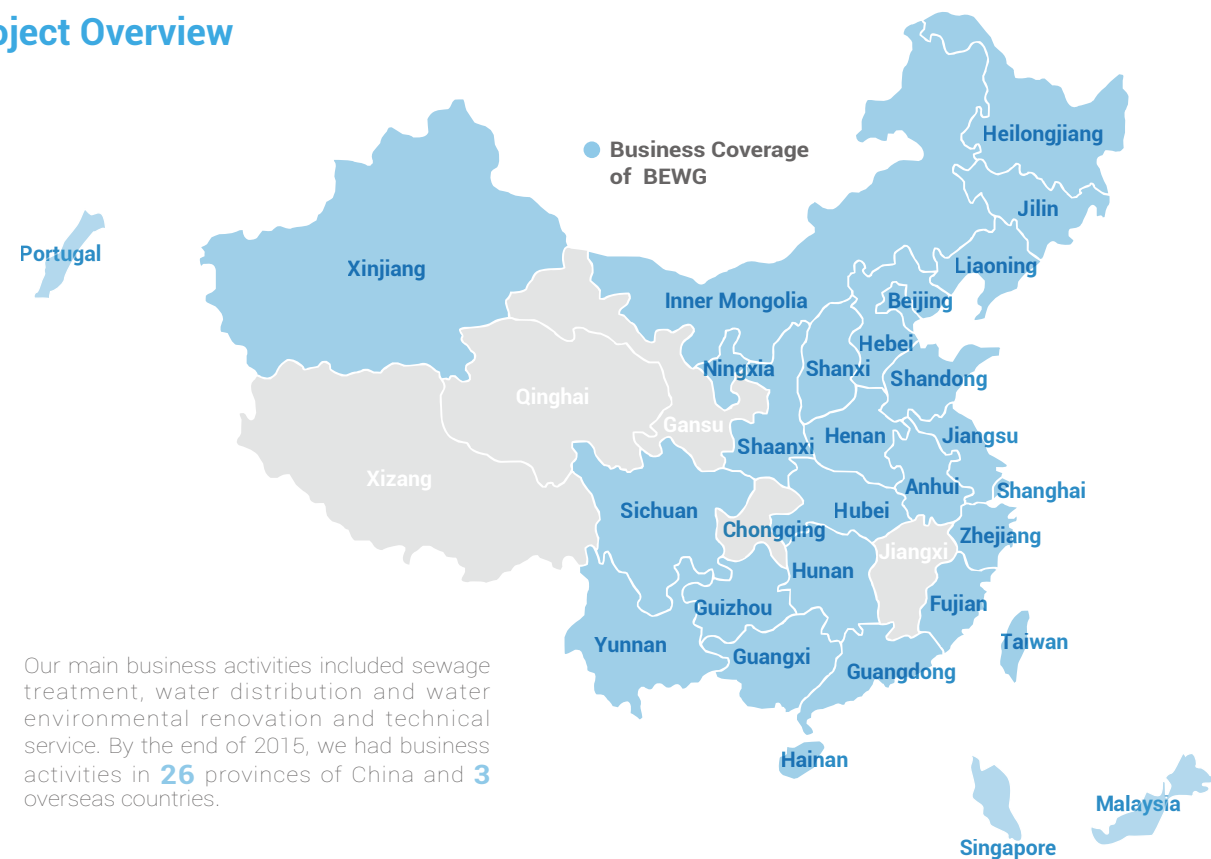 oject Overview
Business Coverage
of BEWG
Heilongjiang
Jilin
Portugal
Liaoning
Xinjiang
Inner Mongolia
Beijing
Hebei
Ningxia
Shanxi
Shandong
Qinghai
Gansu
Henan
Jiangsu
Shaanxi
Xizang
Anhui
Shanghai
Sichuan
Hubei
Chongqing
Zhejiang
Jiangxi
Hunan
Guizhou
Fujian
Yunnan
Taiwan
Guangxi
Guangdong
Our main business activities included sewage
treatment, water distribution and water
environmental renovation and technical
service. By the end of 2015, we had business
activities in 26 provinces of China and 3
overseas countries.
Hainan
Malaysia
Singapore